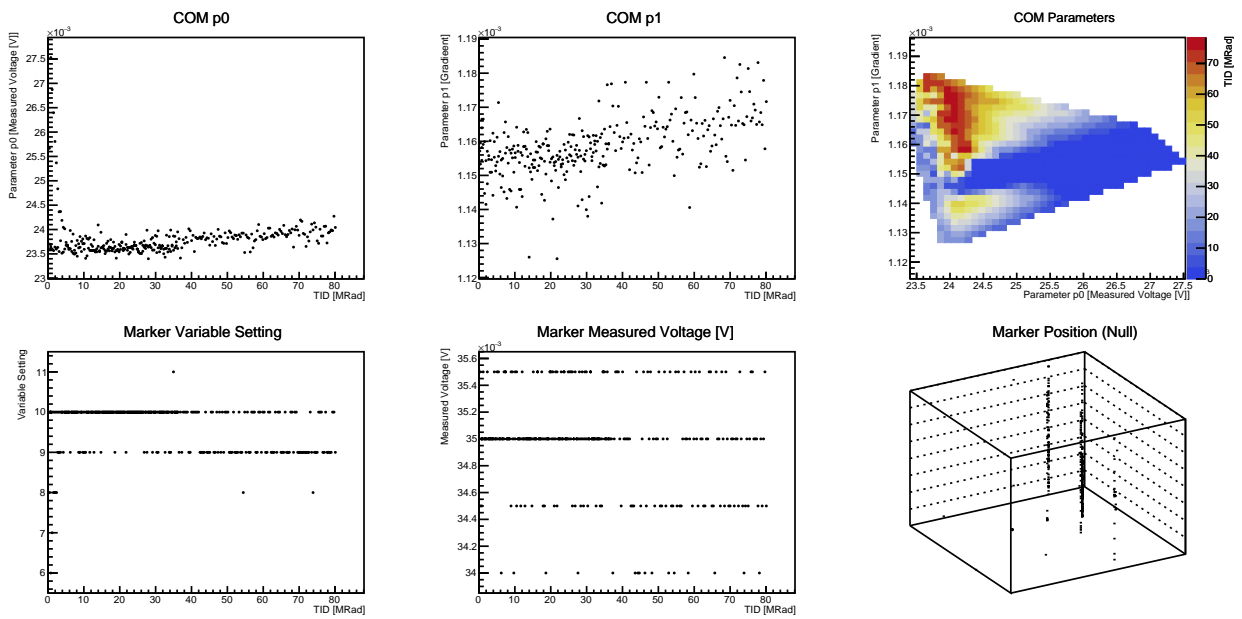 COM p0
×10⁻³
Parameter p0 [Measured Voltage [V]]
27.5
27
26.5
26
25.5
25
24.5
24
23.5
23
0 10 20 30 40 50 60 70 80
TID [MRad]
COM p1
×10⁻³
Parameter p1 [Gradieent]
1.19
1.18
1.17
1.16
1.15
1.14
1.13
1.12
0 10 20 30 40 50 60 70 80
TID [MRad]
COM Parameters
×10⁻³
Parameter p1 [Gradient]
1.19
1.18
1.17
1.16
1.15
1.14
1.13
1.12
23.5 24 24.5 25 25.5 26 26.5 27 27.5
Parameter p0 [Measured Voltage [V]]
70
60
50
40
30
20
10
0
TID [MRad]
Marker Variable Setting
Variable Setting
11
10
9
8
7
6
0 10 20 30 40 50 60 70 80
TID [MRad]
Marker Measured Voltage [V]
×10⁻³
Measured Voltage [V]
35.6
35.4
35.2
35
34.8
34.6
34.4
34.2
34
0 10 20 30 40 50 60 70 80
TID [MRad]
Marker Position (Null)